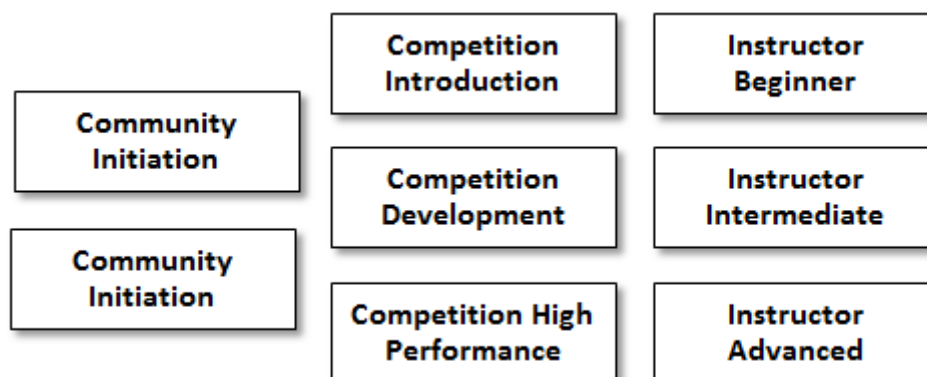 Community
Initiation
Community
Initiation
Competition
Introduction
Competition
Development
Competition High
Performance
Instructor
Beginner
Instructor
Intermediate
Instructor
Advanced